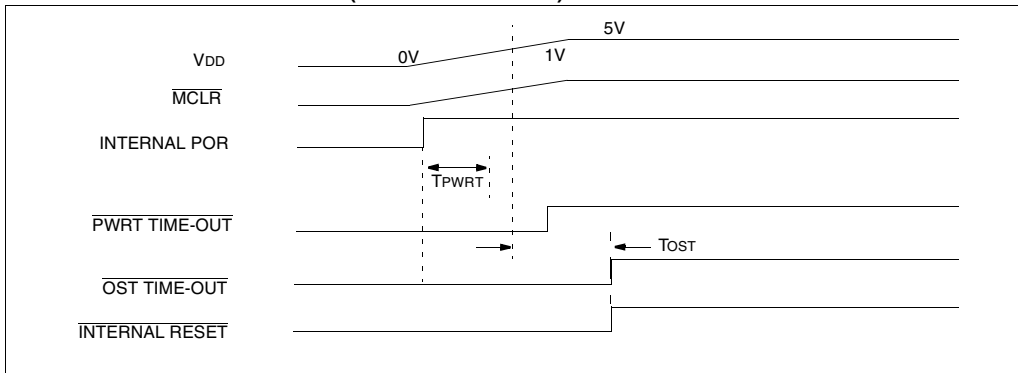 5V
VDD
0V
1V
MCLR
INTERNAL POR
TPWRT
PWRT TIME-OUT
TOST
OST TIME-OUT
INTERNAL RESET